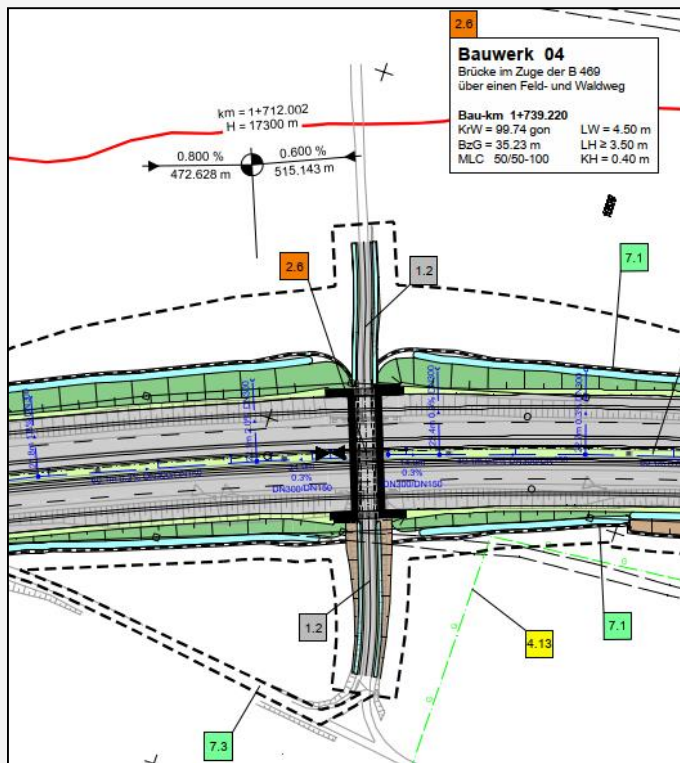 2.6
Bauwerk 04
Brücke im Zuge der B 469
über einen Feld- und Waldweg
Bau-km 1+739.220
KrW = 99.74 gon LW = 4.50 m
BzG = 35.23 m LH ≥ 3.50 m
MLC 50/50-100 KH = 0.40 m
km = 1+712.002
H = 17300 m
0.800 % 0.600 %
472.628 m 515.143 m
2.6
1.2
7.1
0.3%
DN300/DN150
0.3%
DN300/DN150
1.2
7.1
4.13
G
G
7.3